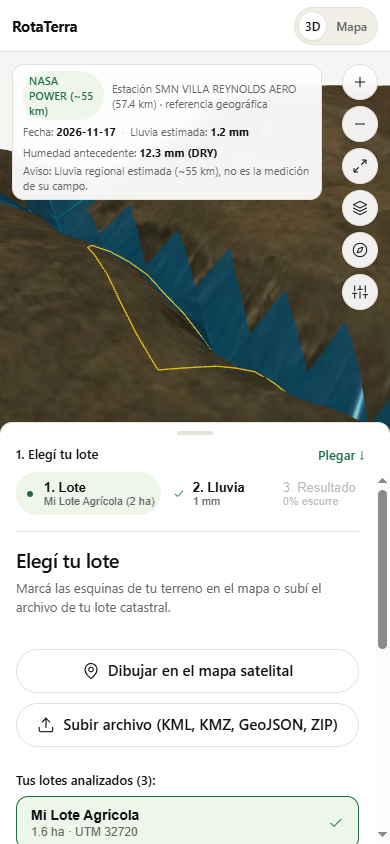 RotaTerra
3D Mapa
NASA POWER (~55 km)
Estación SMN VILLA REYNOLDS AERO
(57.4 km) · referencia geográfica
Fecha: 2026-11-17 · Lluvia estimada: 1.2 mm ·
Humedad antecedente: 12.3 mm (DRY)
Aviso: Lluvia regional estimada (~55 km), no es la medición
de su campo.
1. Elegí tu lote
Plegar ↓
1. Lote
Mi Lote Agrícola (2 ha)
2. Lluvia
1 mm
3. Resultado
0% escurre
Elegí tu lote
Marcá las esquinas de tu terreno en el mapa o subí el
archivo de tu lote catastral.
Dibujar en el mapa satelital
Subir archivo (KML, KMZ, GeoJSON, ZIP)
Tus lotes analizados (3):
Mi Lote Agrícola
1.6 ha · UTM 32720